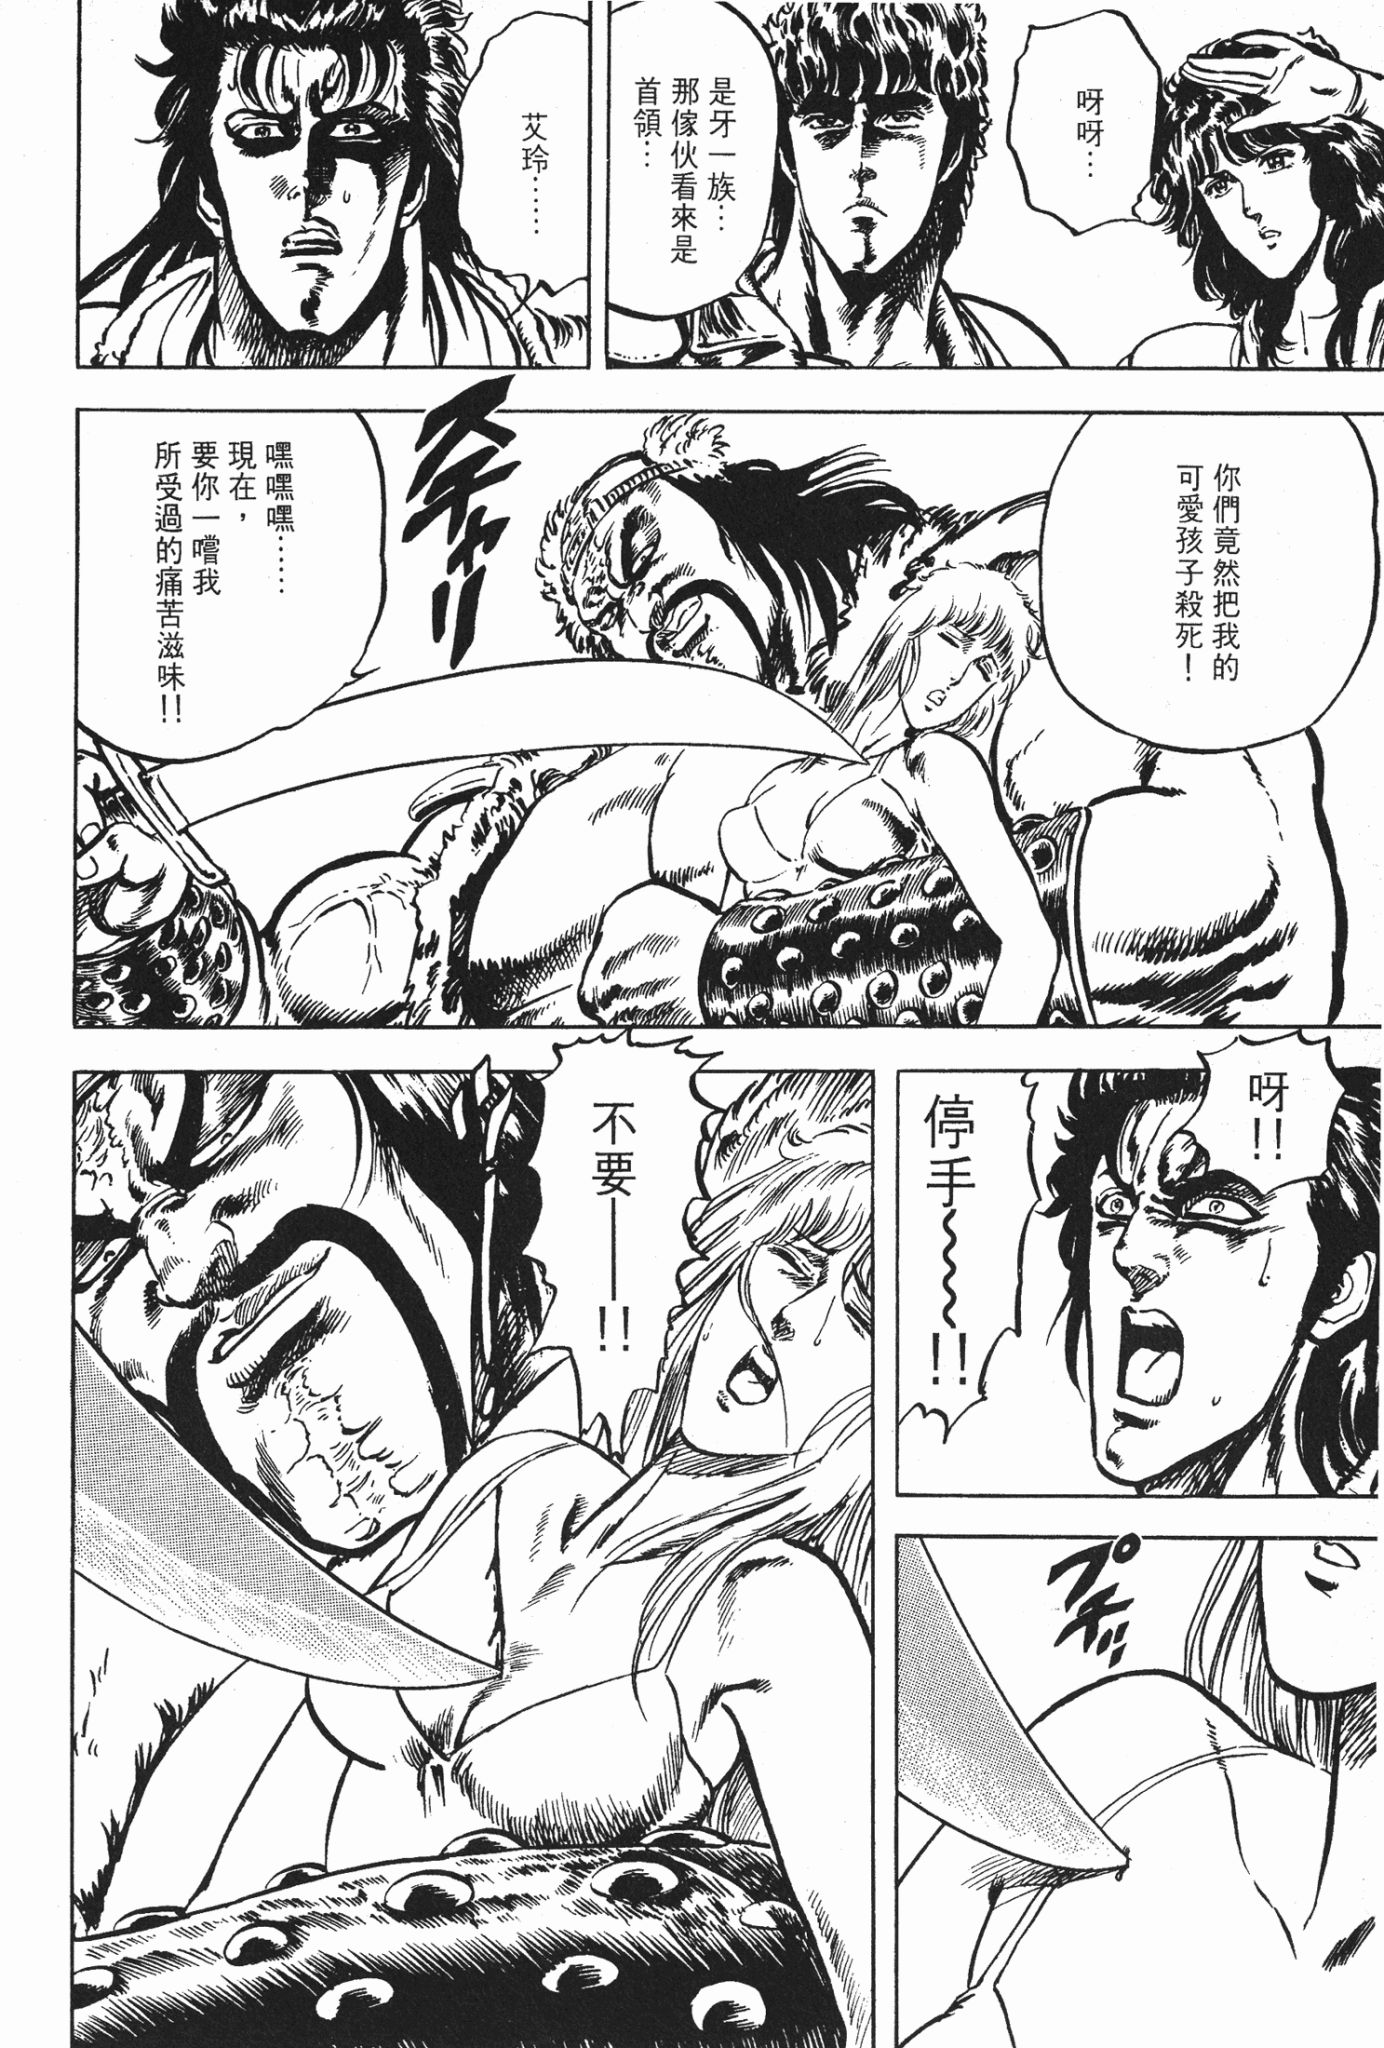 呀呀…
是牙一族…
那傢伙看來是
首領…
艾玲……
你們竟然把我的
可愛孩子殺死！
スチャリ
嘿嘿嘿……
現在，
要你一嚐我
所受過的痛苦滋味!!
呀!!
停手～～～!!
プチッ!
不要——!!